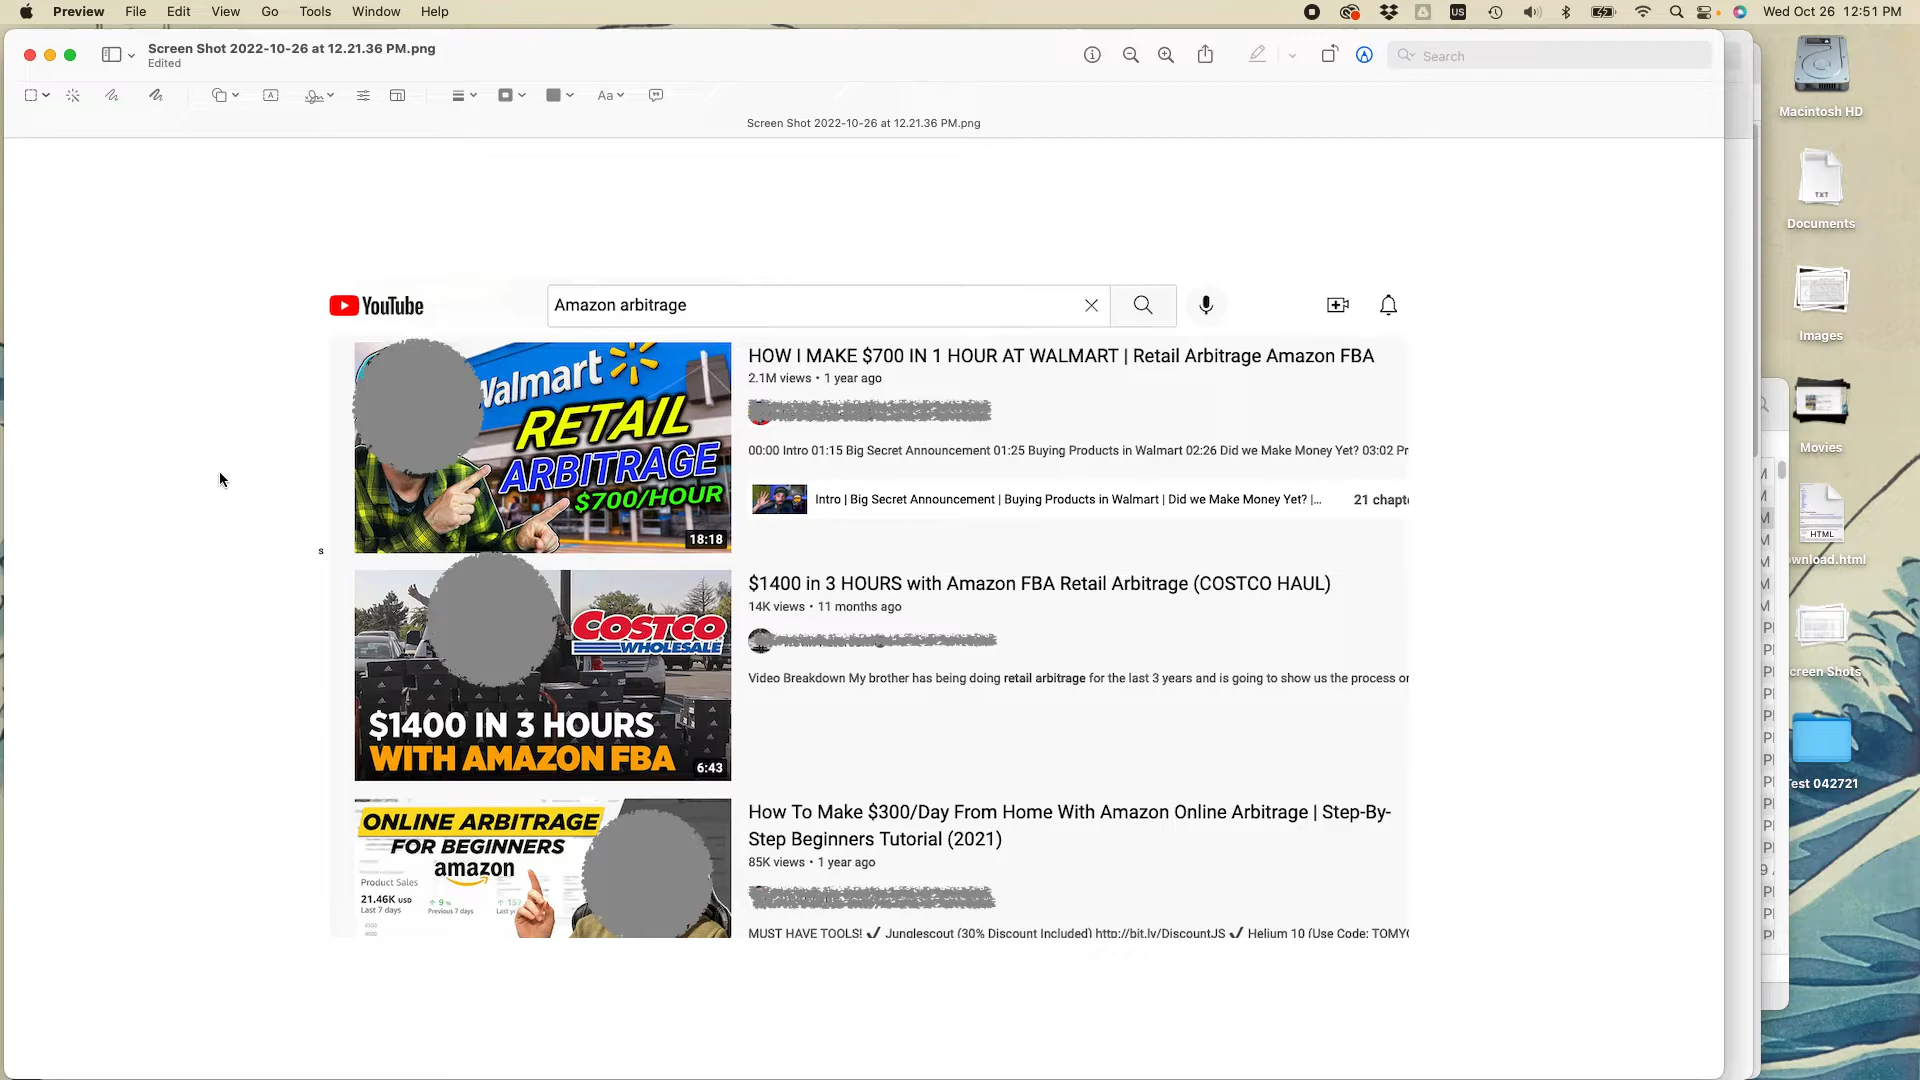 Preview File Edit View Go Tools Window Help
US
Wed Oct 26 12:51 PM
Screen Shot 2022-10-26 at 12.21.36 PM.png
Edited
Search
Aa
Screen Shot 2022-10-26 at 12.21.36 PM.png
Macintosh HD
TXT
Documents
Images
Movies
HTML
wnload.html
creen Shots
Test 042721
YouTube
Amazon arbitrage
Walmart
RETAIL
ARBITRAGE
$700/HOUR
18:18
HOW I MAKE $700 IN 1 HOUR AT WALMART | Retail Arbitrage Amazon FBA
2.1M views • 1 year ago
00:00 Intro 01:15 Big Secret Announcement 01:25 Buying Products in Walmart 02:26 Did we Make Money Yet? 03:02 Pr
Intro | Big Secret Announcement | Buying Products in Walmart | Did we Make Money Yet? |...
21 chapte
s
COSTCO
WHOLESALE
$1400 IN 3 HOURS
WITH AMAZON FBA
6:43
$1400 in 3 HOURS with Amazon FBA Retail Arbitrage (COSTCO HAUL)
14K views • 11 months ago
Video Breakdown My brother has being doing retail arbitrage for the last 3 years and is going to show us the process or
ONLINE ARBITRAGE
FOR BEGINNERS
amazon
Product Sales
21.46K USD
Last 7 days
9%
Previous 7 days
How To Make $300/Day From Home With Amazon Online Arbitrage | Step-By-
Step Beginners Tutorial (2021)
85K views • 1 year ago
MUST HAVE TOOLS! ✔ Junglescout (30% Discount Included) http://bit.ly/DiscountJS ✔ Helium 10 (Use Code: TOMYC